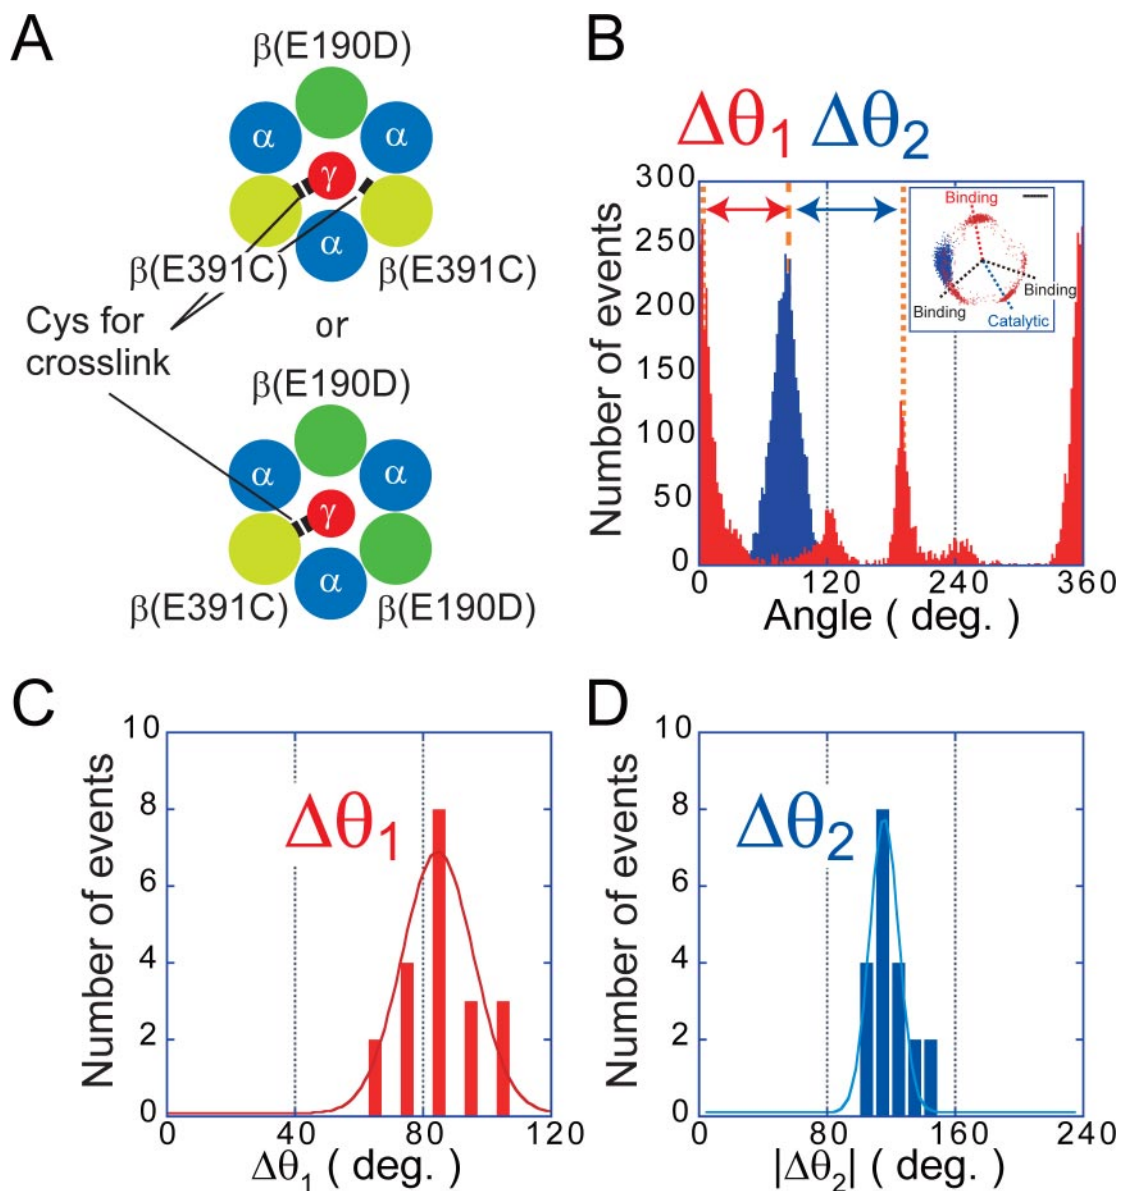 A
β(E190D)
α
α
γ
α
β(E391C)
β(E391C)
Cys for
crosslink
or
β(E190D)
α
α
γ
α
β(E391C)
β(E190D)
B
Δθ1 Δθ2
Number of events
300
250
200
150
100
50
0
0 120 240 360
Angle ( deg. )
Binding
Binding
Binding
Catalytic
C
Number of events
10
8
6
4
2
0
Δθ1
0 40 80 120
Δθ1 ( deg. )
D
Number of events
10
8
6
4
2
0
Δθ2
0 80 160 240
|Δθ2| ( deg. )